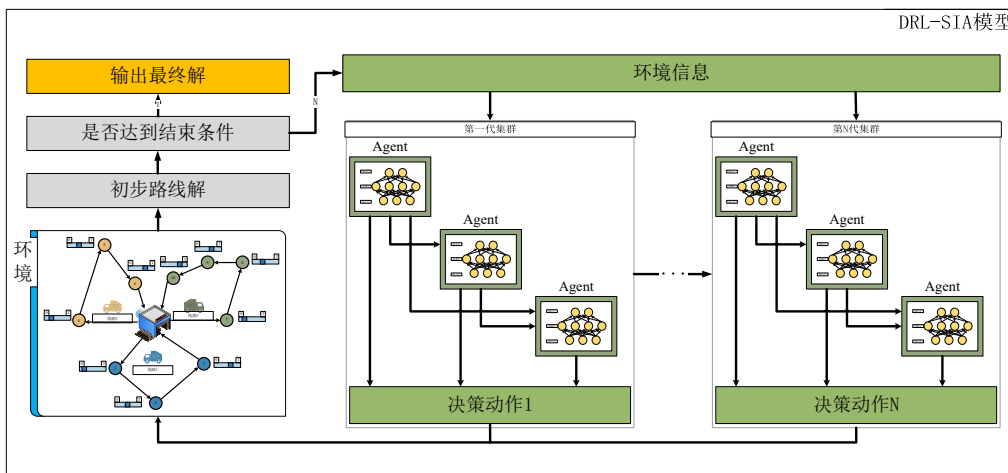 DRL-SIA模型
输出最终解
环境信息
N
是否达到结束条件
第一代集群
第N代集群
初步路线解
环境
Agent
Agent
Agent
Agent
Agent
Agent
···
决策动作1
决策动作N